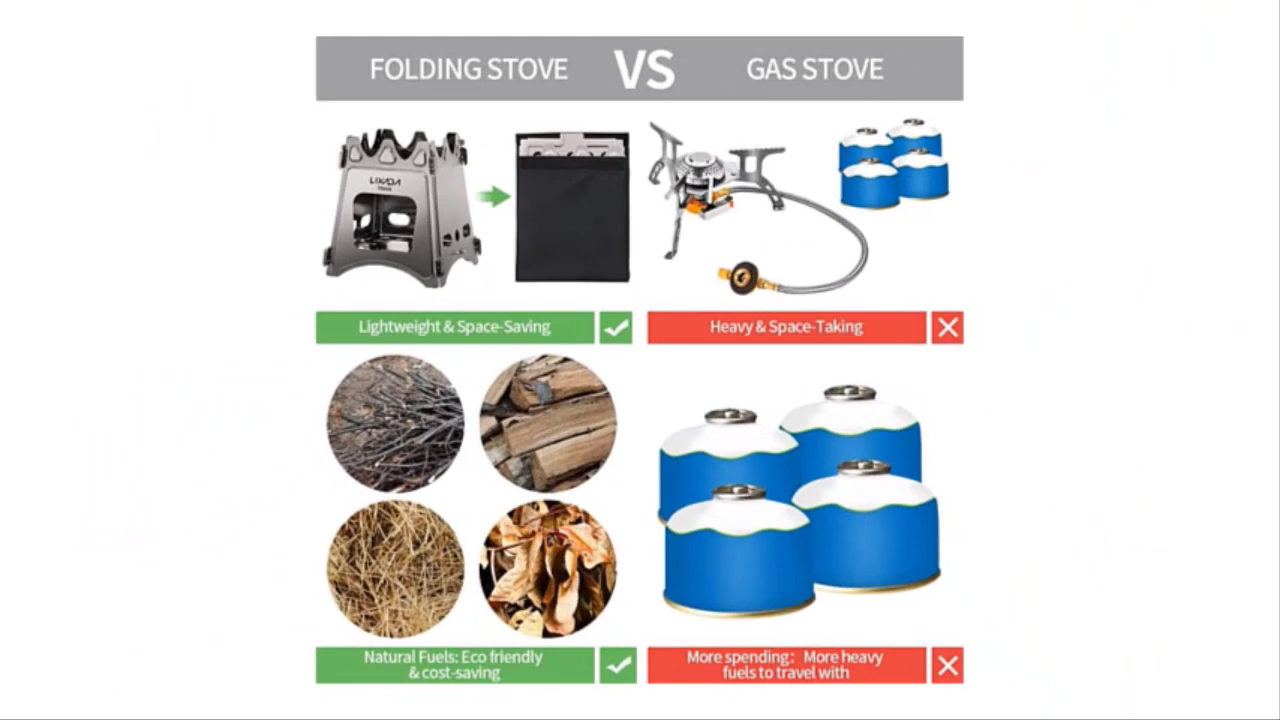 FOLDING STOVE VS GAS STOVE
LIXADA
Lightweight & Space-Saving
Heavy & Space-Taking
Natural Fuels: Eco friendly
& cost-saving
More spending: More heavy
fuels to travel with